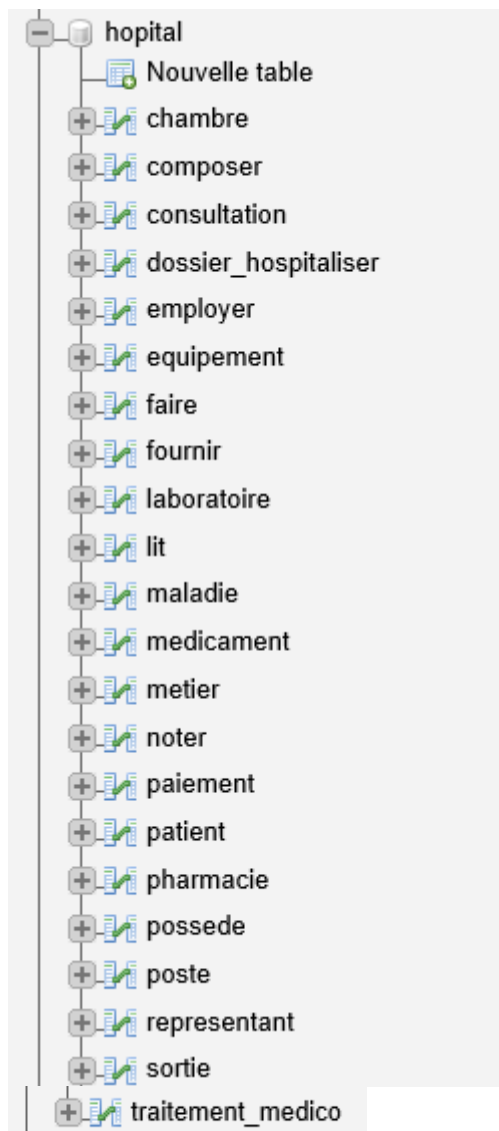 hopital
Nouvelle table
chambre
composer
consultation
dossier_hospitaliser
employer
equipement
faire
fournir
laboratoire
lit
maladie
medicament
metier
noter
paiement
patient
pharmacie
possede
poste
representant
sortie
traitement_medico